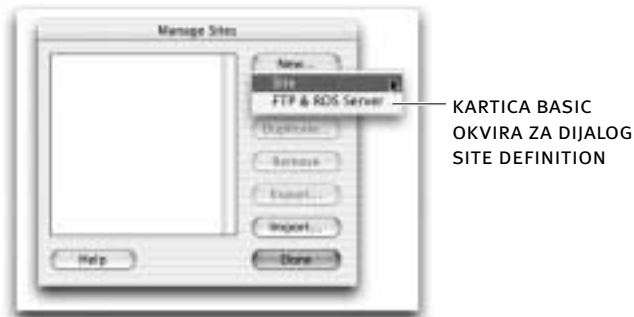 Manage Sites
New...
Site
FTP & RDS Server
Duplicate...
Remove
Export...
Import...
Help
Done
KARTICA BASIC
OKVIRA ZA DIJALOG
SITE DEFINITION